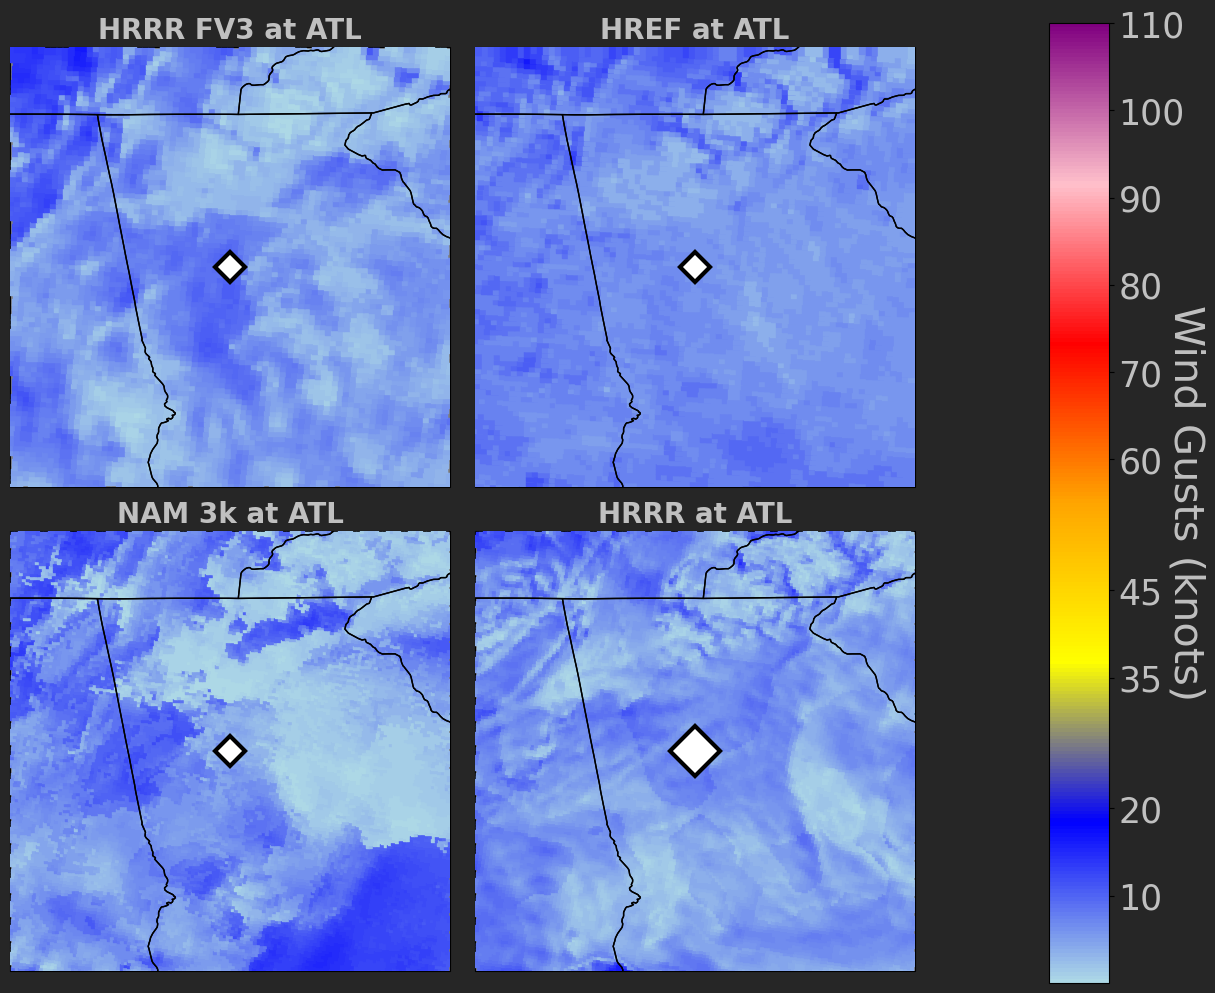 HRRR FV3 at ATL
HREF at ATL
NAM 3k at ATL
HRRR at ATL
110
100
90
80
70
60
45
35
20
10
Wind Gusts (knots)